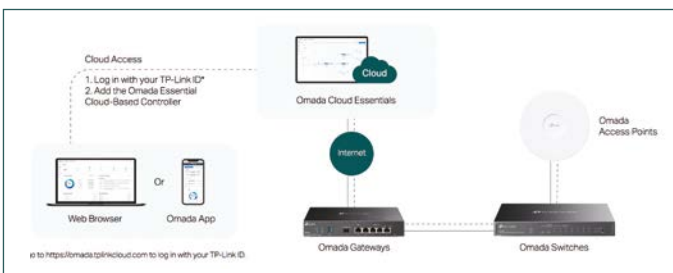 Cloud Access
1. Log in with your TP-Link ID*
2. Add the Omada Essential
Cloud-Based Controller
Cloud
Omada Cloud Essentials
Internet
Omada
Access Points
Or
Web Browser
Omada App
Omada Gateways
Omada Switches
to https://omada.tplinkcloud.com to log in with your TP-Link ID.